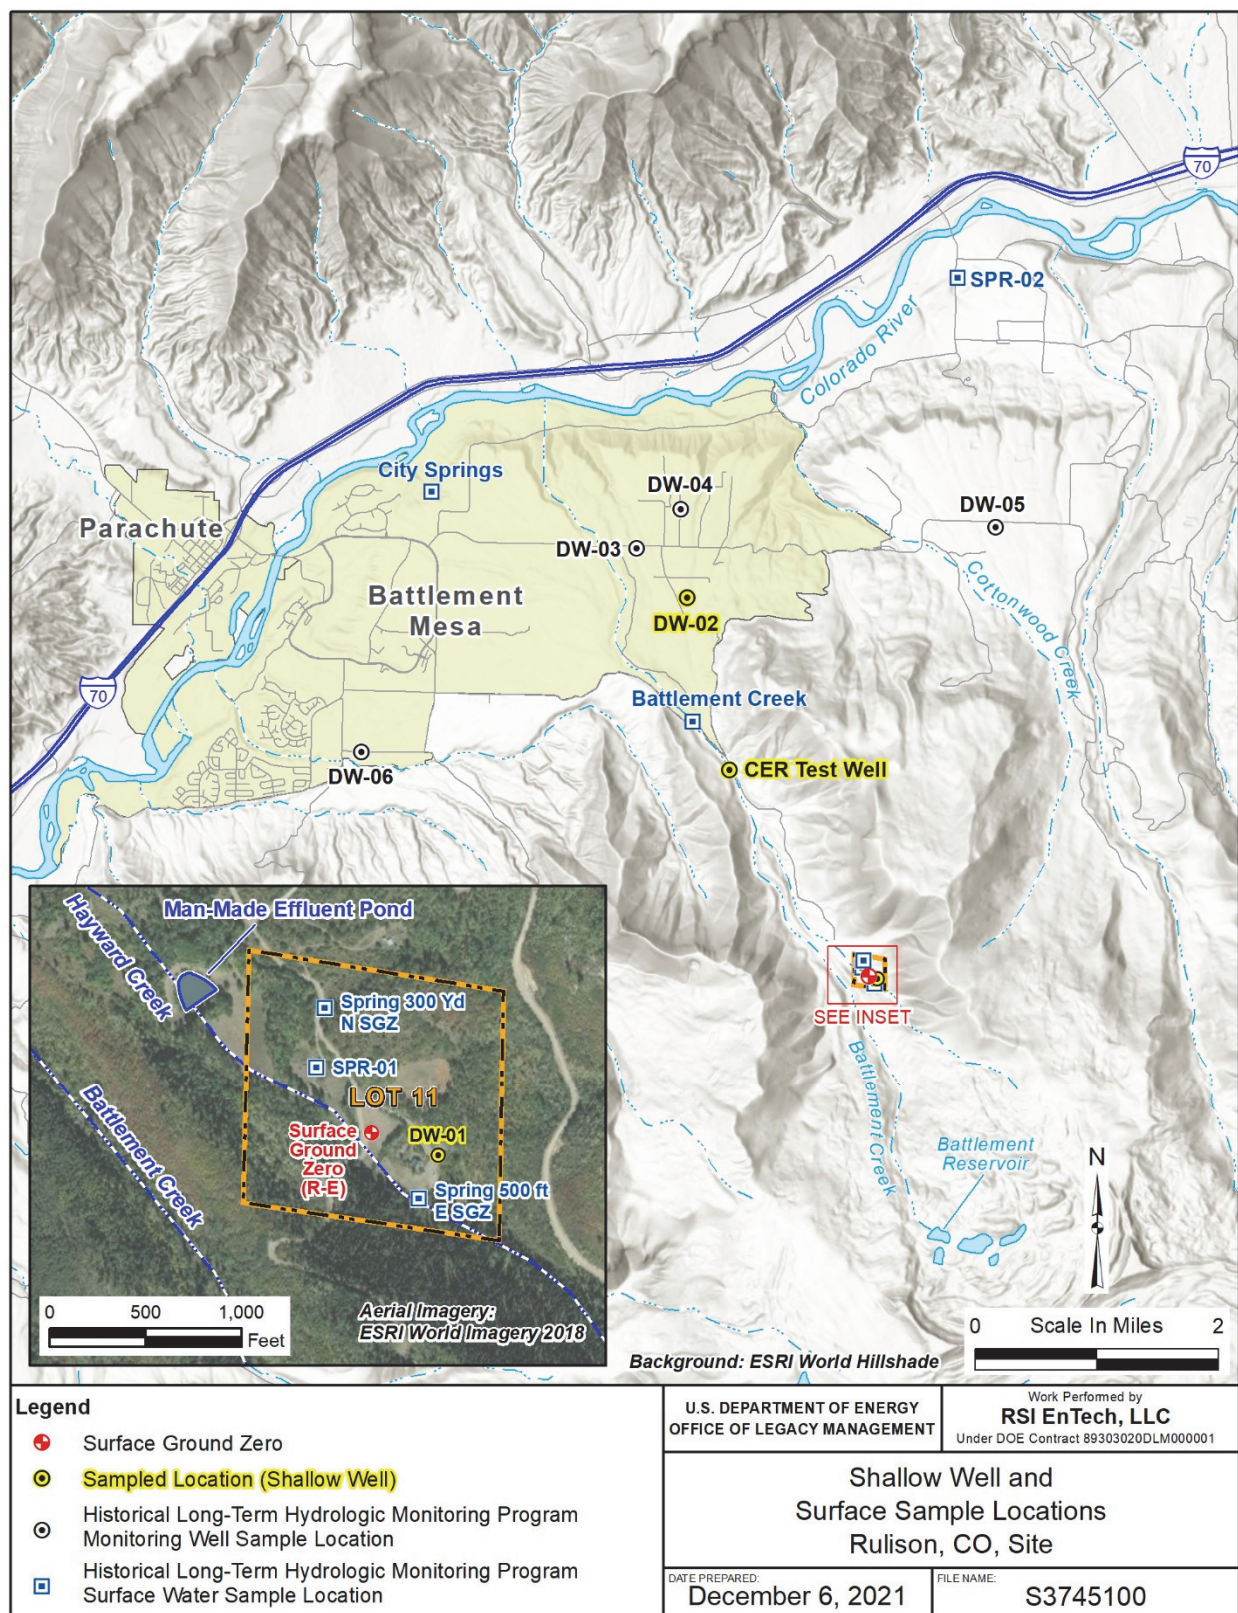 70
SPR-02
Colorado River
City Springs
DW-04
DW-05
Parachute
DW-03
Battlement
Mesa
DW-02
Cottonwood Creek
70
Battlement Creek
DW-06
CER Test Well
SEE INSET
Battlement Creek
Battlement
Reservoir
N
Hayward Creek
Man-Made Effluent Pond
Spring 300 Yd
N SGZ
SPR-01
LOT 11
Surface
Ground
Zero
(R-E)
DW-01
Battlement Creek
Spring 500 ft
E SGZ
0 500 1,000
Feet
Aerial Imagery:
ESRI World Imagery 2018
0 Scale In Miles 2
Background: ESRI World Hillshade
Legend
Surface Ground Zero
Sampled Location (Shallow Well)
Historical Long-Term Hydrologic Monitoring Program
Monitoring Well Sample Location
Historical Long-Term Hydrologic Monitoring Program
Surface Water Sample Location
U.S. DEPARTMENT OF ENERGY
OFFICE OF LEGACY MANAGEMENT
Work Performed by
RSI EnTech, LLC
Under DOE Contract 89303020DLM000001
Shallow Well and
Surface Sample Locations
Rulison, CO, Site
DATE PREPARED:
December 6, 2021
FILE NAME:
S3745100